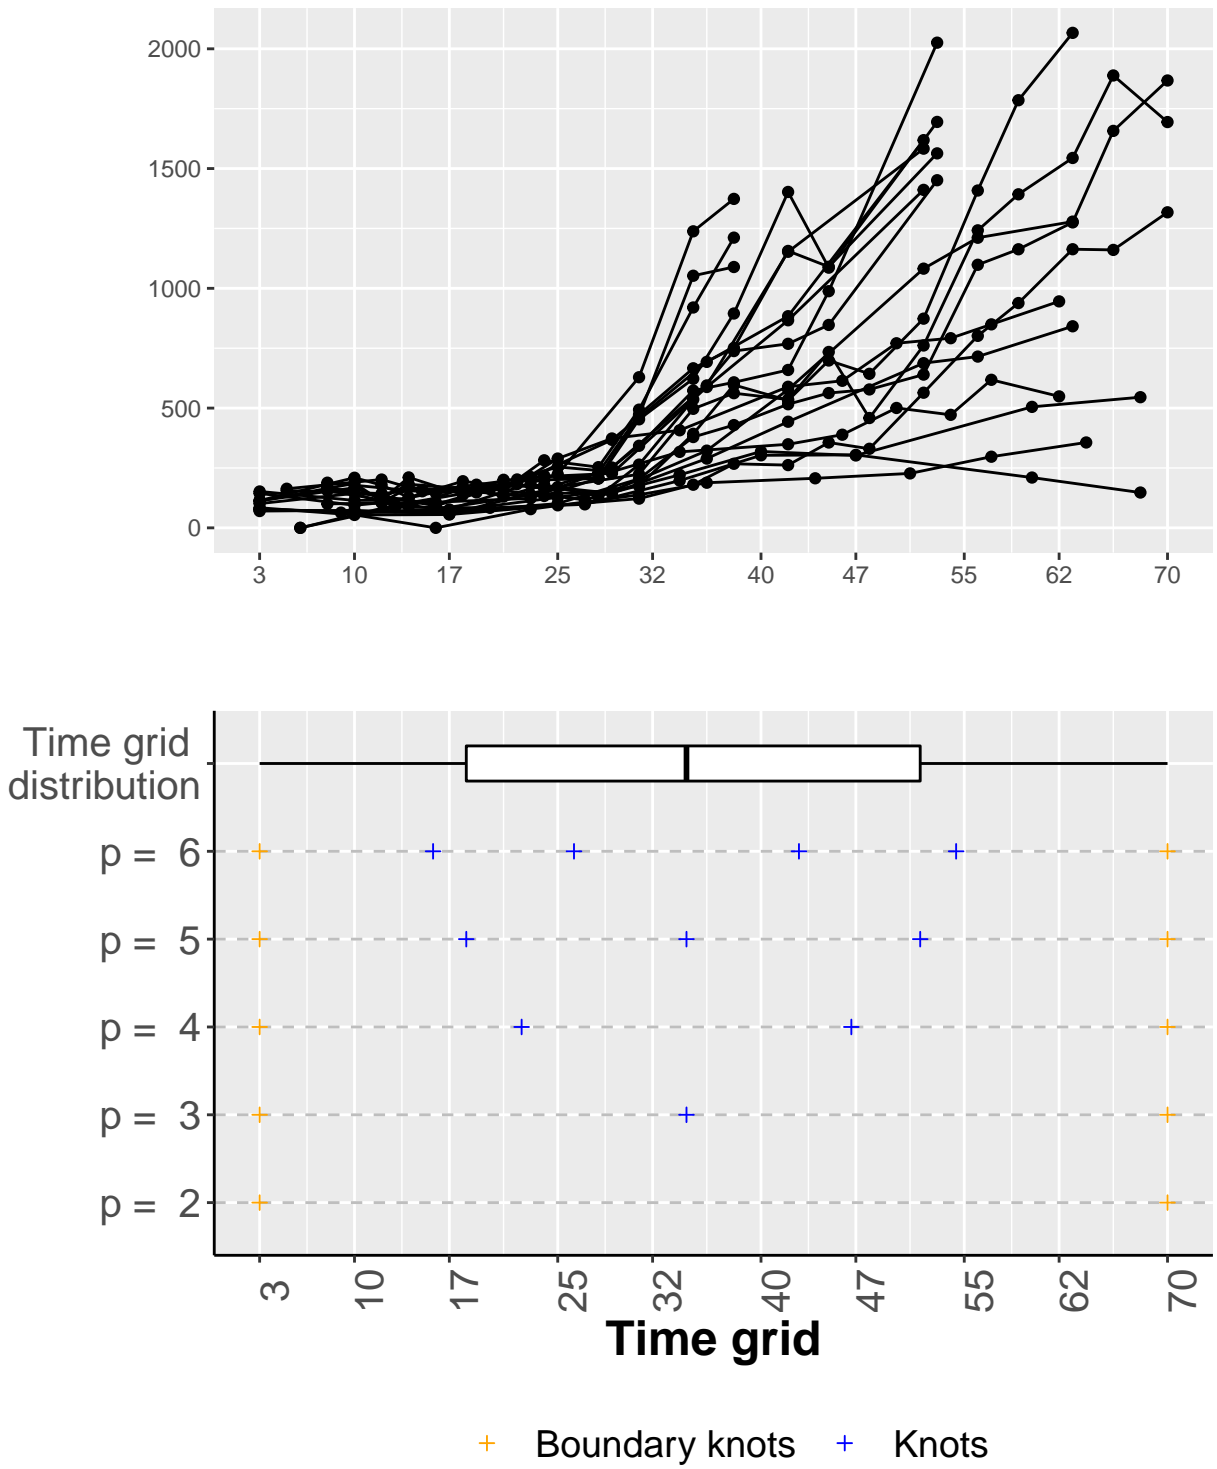 2000
1500
1000
500
0
3 10 17 25 32 40 47 55 62 70
Time grid
distribution
p = 6
p = 5
p = 4
p = 3
p = 2
3 10 17 25 32 40 47 55 62 70
Time grid
Boundary knots Knots